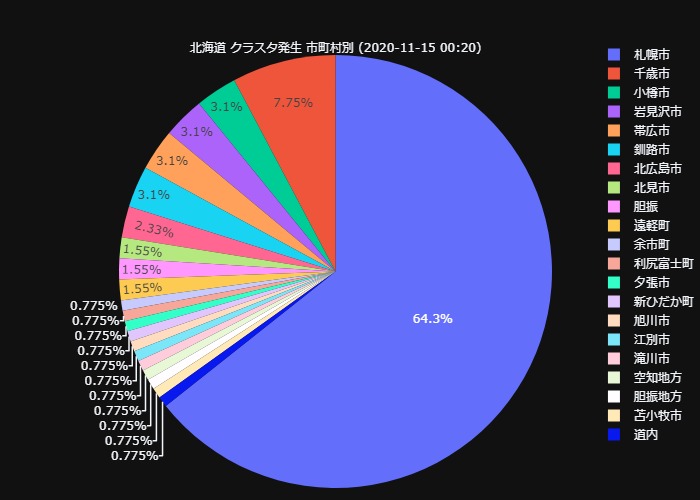 北海道 クラスタ発生 市町村別 (2020-11-15 00:20)
64.3%
7.75%
3.1%
3.1%
3.1%
3.1%
2.33%
1.55%
1.55%
1.55%
0.775%
0.775%
0.775%
0.775%
0.775%
0.775%
0.775%
0.775%
0.775%
0.775%
0.775%
札幌市
千歳市
小樽市
岩見沢市
帯広市
釧路市
北広島市
北見市
胆振
遠軽町
余市町
利尻富士町
夕張市
新ひだか町
旭川市
江別市
滝川市
空知地方
胆振地方
苫小牧市
道内